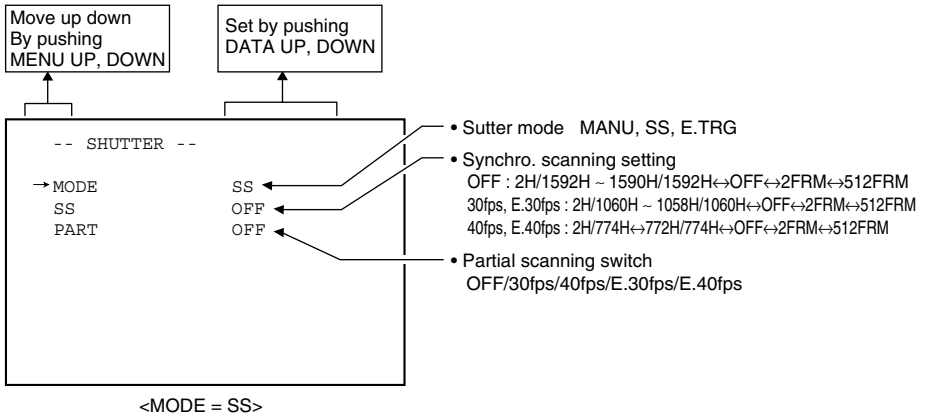 Move up down
By pushing
MENU UP, DOWN
Set by pushing
DATA UP, DOWN
-- SHUTTER --
→MODE SS
SS OFF
PART OFF
• Sutter mode MANU, SS, E.TRG
• Synchro. scanning setting
OFF : 2H/1592H ~ 1590H/1592H↔OFF↔2FRM↔512FRM
30fps, E.30fps : 2H/1060H ~ 1058H/1060H↔OFF↔2FRM↔512FRM
40fps, E.40fps : 2H/774H↔772H/774H↔OFF↔2FRM↔512FRM
• Partial scanning switch
OFF/30fps/40fps/E.30fps/E.40fps
<MODE = SS>